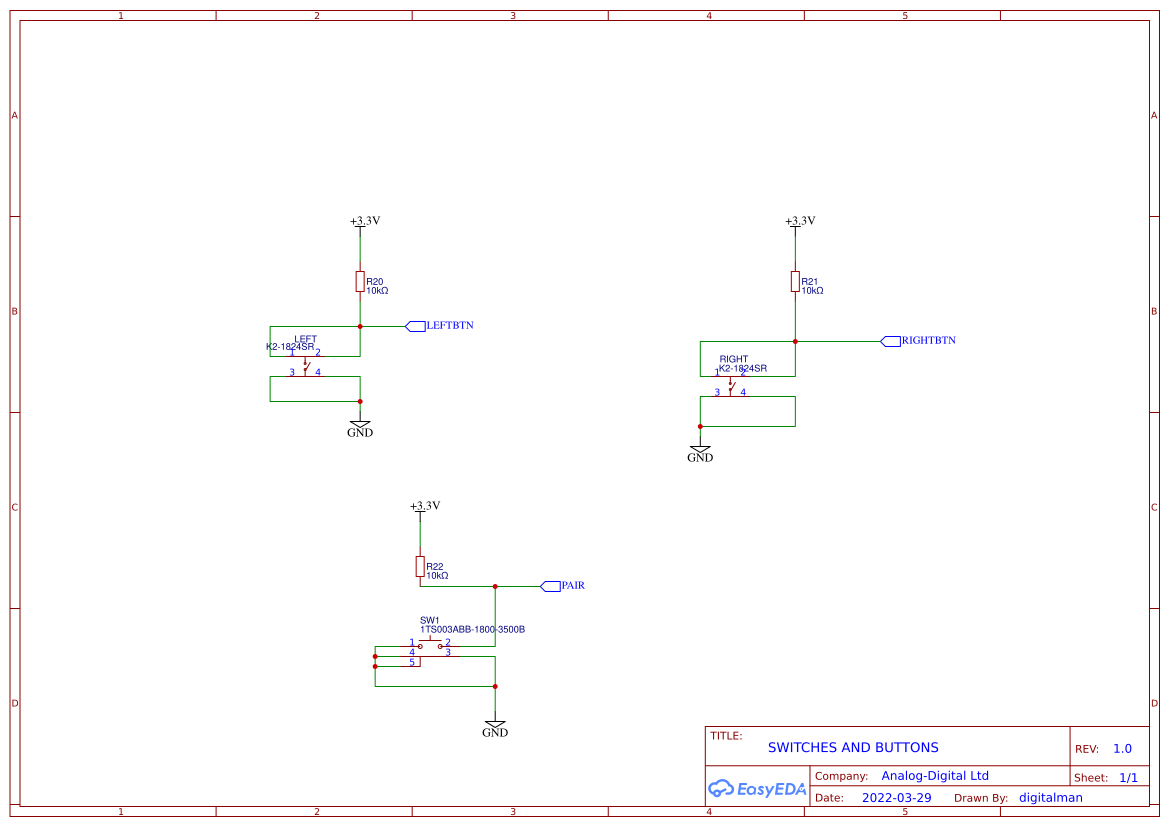 1 2 3 4 5
A A
+3.3V +3.3V
R20
10kΩ
R21
10kΩ
B B
LEFTBTN
LEFT
K2-1824SR
1 2
3 4
GND
RIGHTBTN
RIGHT
K2-1824SR
1 2
3 4
GND
+3.3V
C C
R22
10kΩ
PAIR
SW1
1TS003ABB-1800-3500B
1 2
4 3
5
GND
D D
TITLE:
SWITCHES AND BUTTONS
REV: 1.0
EasyEDA
Company: Analog-Digital Ltd
Sheet: 1/1
Date: 2022-03-29 Drawn By: digitalman
1 2 3 4 5